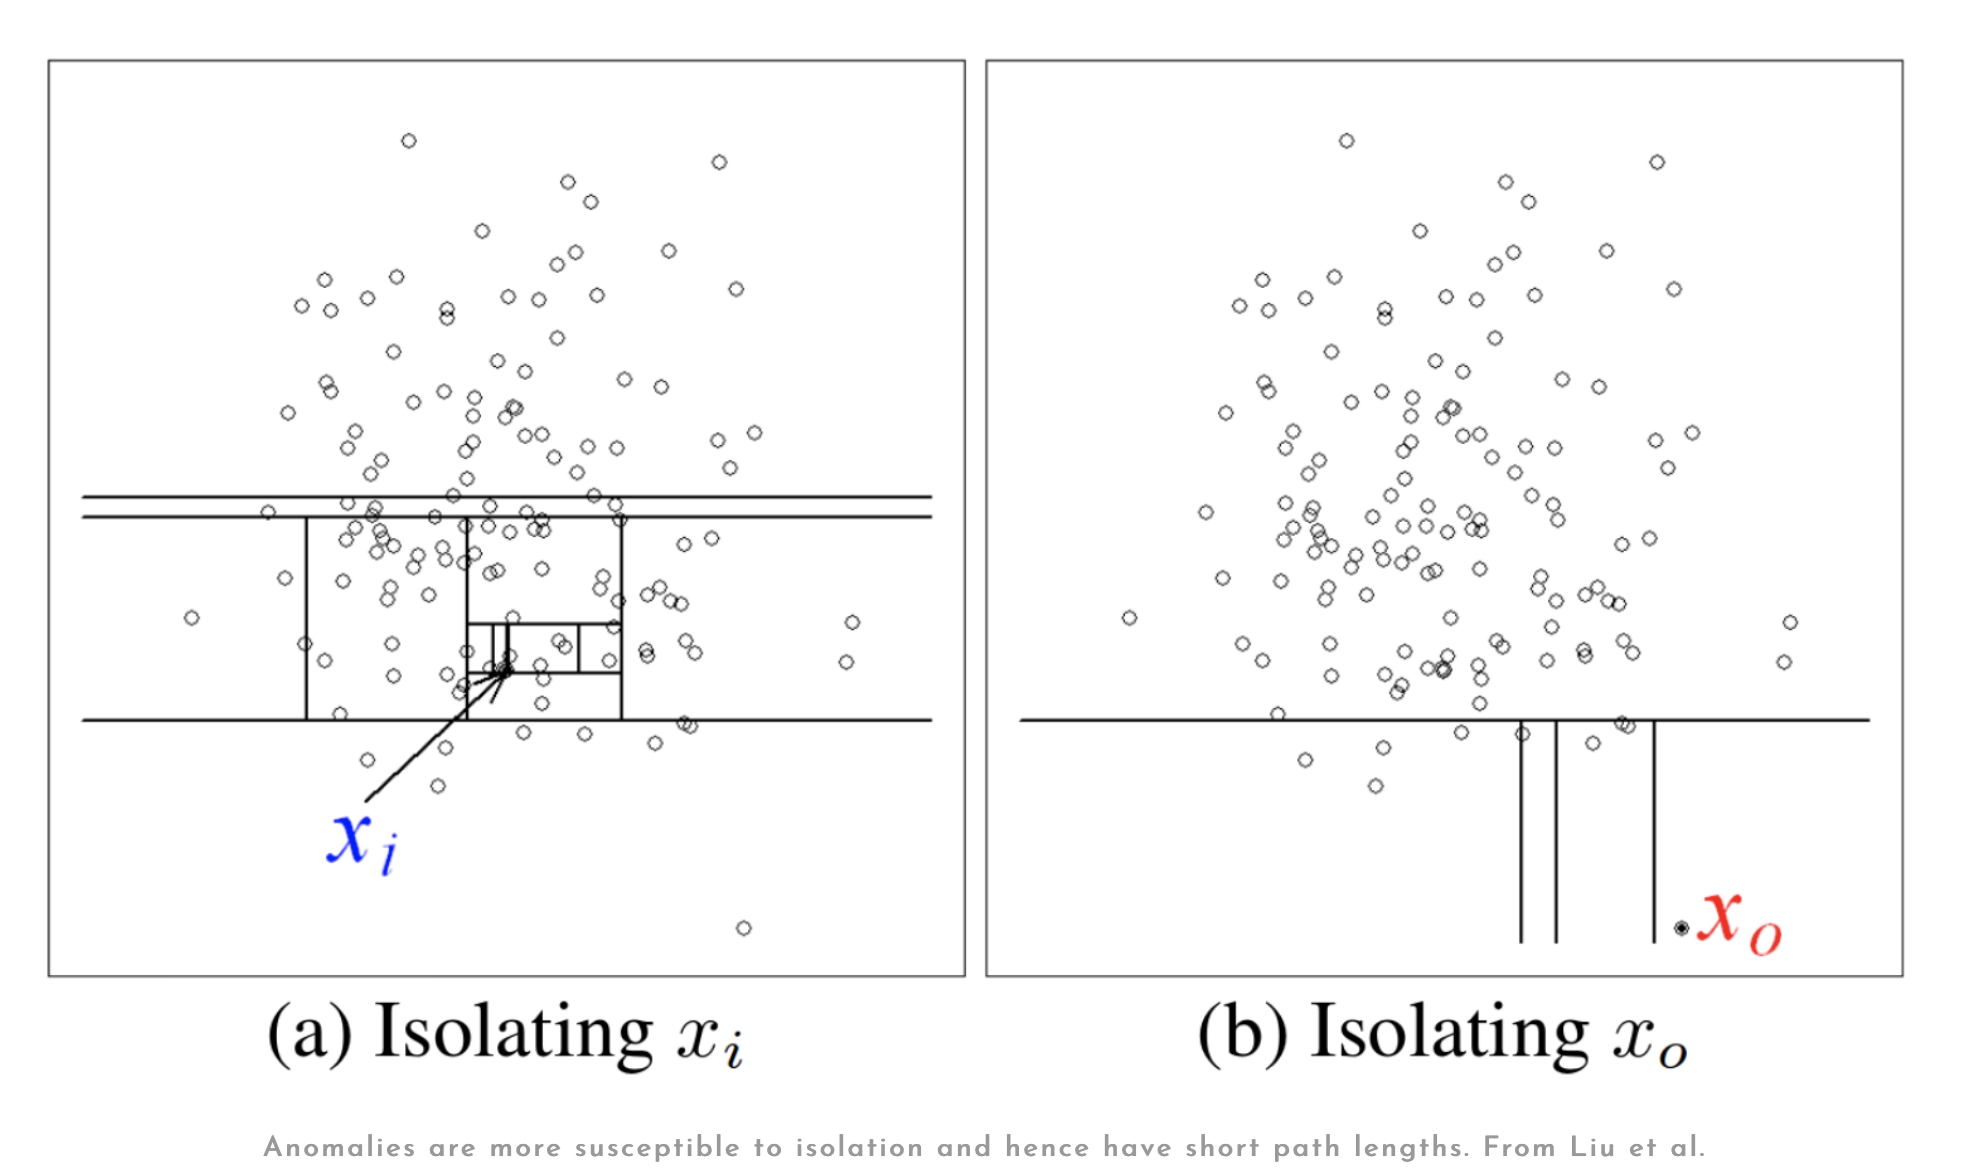 x_i
x_o
(a) Isolating x_i
(b) Isolating x_o
Anomalies are more susceptible to isolation and hence have short path lengths. From Liu et al.